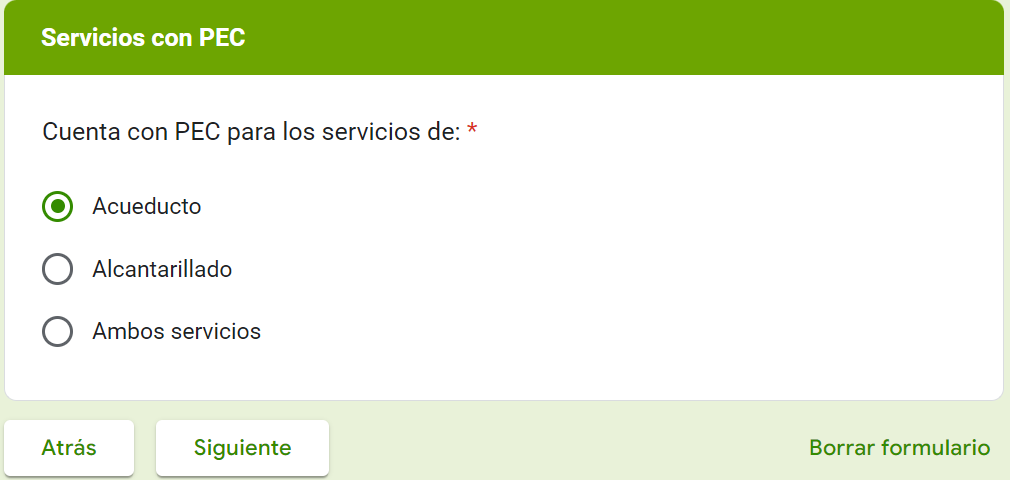 Servicios con PEC
Cuenta con PEC para los servicios de: *
Acueducto
Alcantarillado
Ambos servicios
Atrás
Siguiente
Borrar formulario